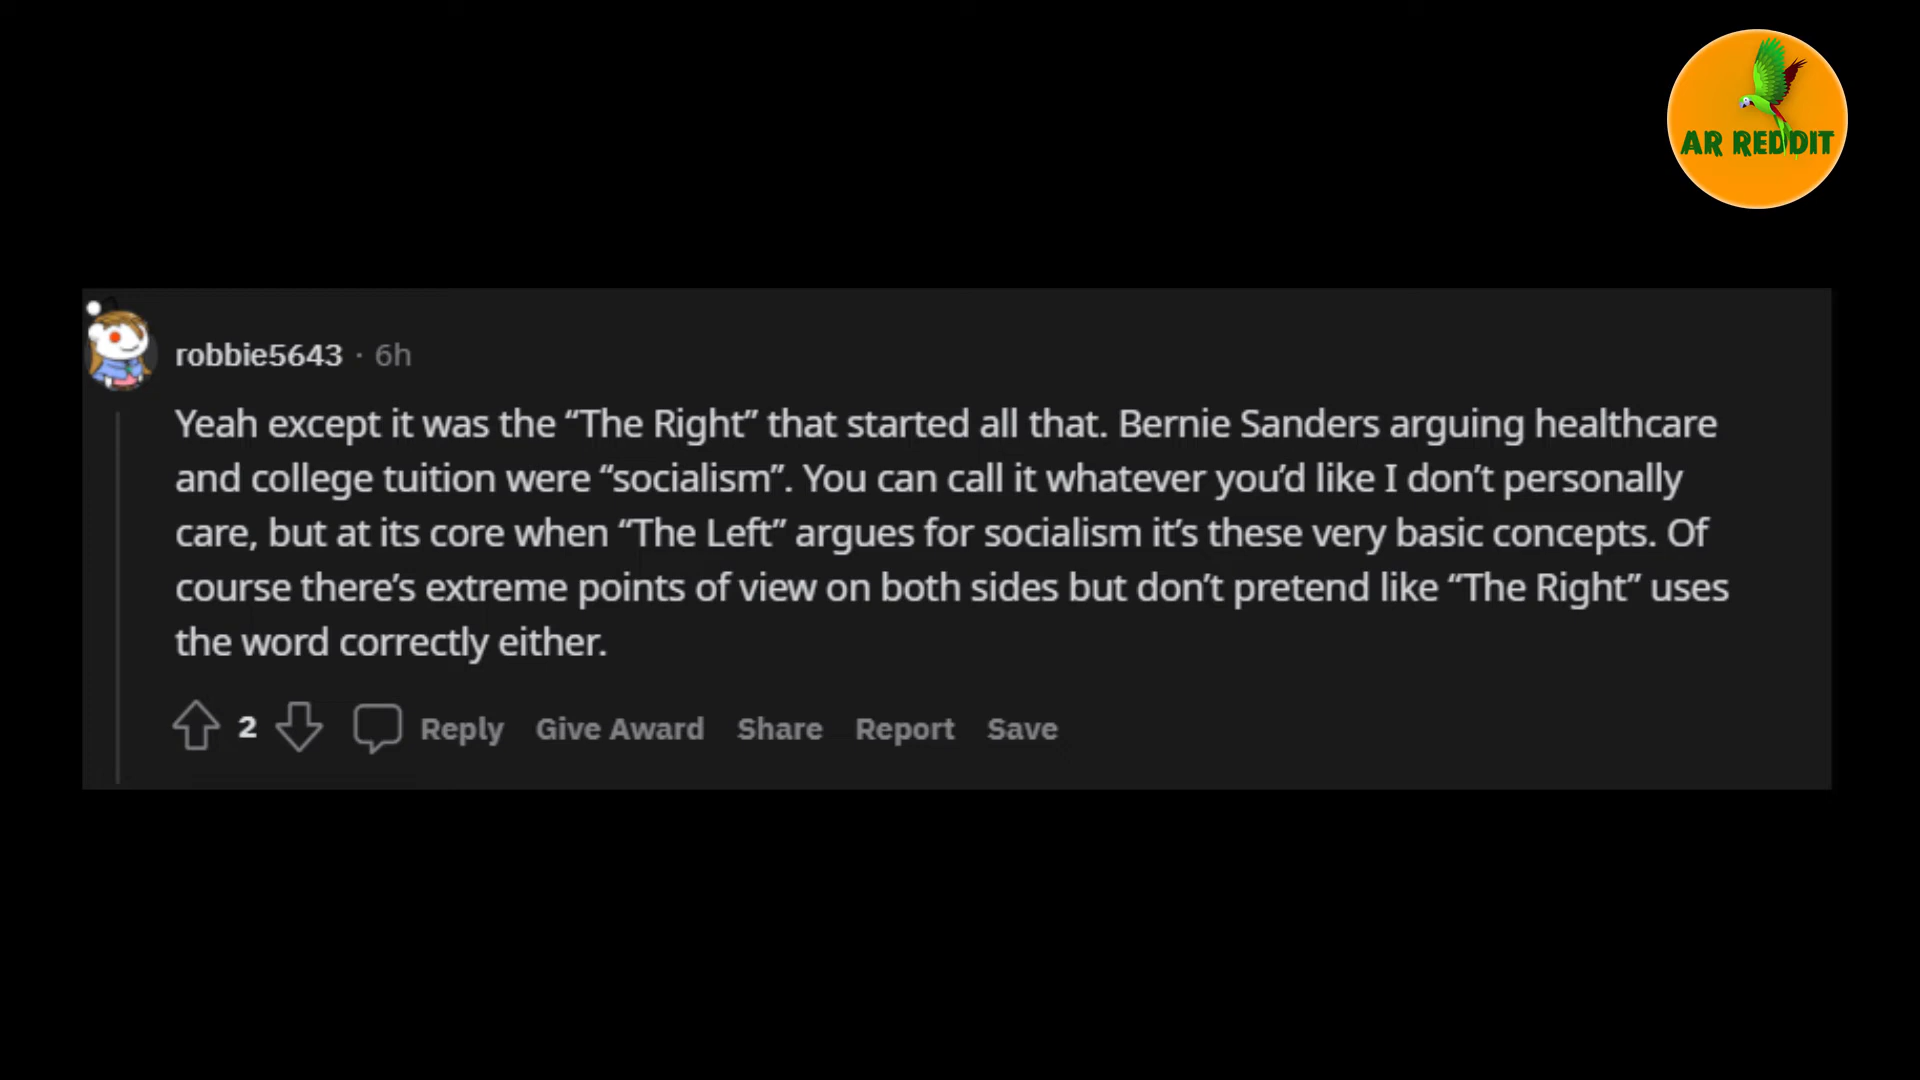 AR REDDIT
robbie5643 · 6h
Yeah except it was the “The Right” that started all that. Bernie Sanders arguing healthcare
and college tuition were “socialism”. You can call it whatever you’d like I don’t personally
care, but at its core when “The Left” argues for socialism it’s these very basic concepts. Of
course there’s extreme points of view on both sides but don’t pretend like “The Right” uses
the word correctly either.
2 Reply Give Award Share Report Save